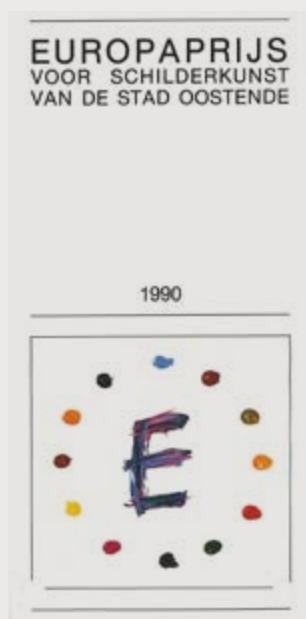 EUROPAPRIJS
VOOR SCHILDERKUNST
VAN DE STAD OOSTENDE
1990
E